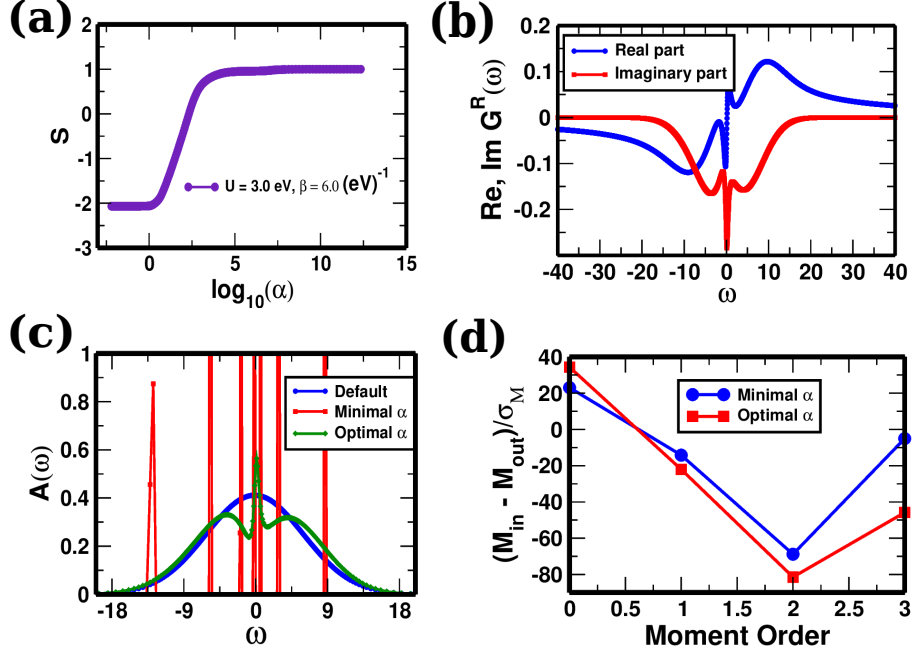 (a)
2
1
0
-1
-2
-3
S
U = 3.0 eV, β = 6.0 (eV)⁻¹
0
5
10
15
log₁₀(α)
(b)
0.2
0.1
0
-0.1
-0.2
Re, Im Gᴿ(ω)
Real part
Imaginary part
-40 -30 -20 -10 0 10 20 30 40
ω
(c)
1
0.8
0.6
0.4
0.2
0
A(ω)
Default
Minimal α
Optimal α
-18 -9 0 9 18
ω
(d)
40
20
0
-20
-40
-60
-80
(M_in - M_out)/σ_M
Minimal α
Optimal α
0 0.5 1 1.5 2 2.5 3
Moment Order